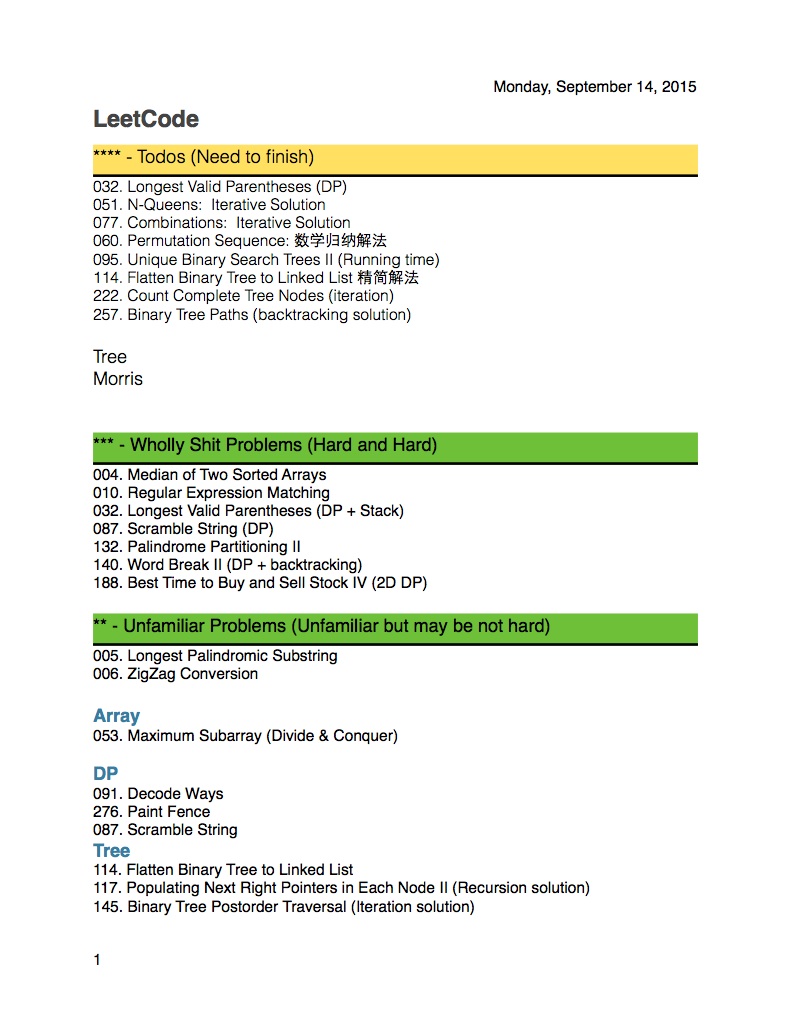 Monday, September 14, 2015
LeetCode
**** - Todos (Need to finish)
032. Longest Valid Parentheses (DP)
051. N-Queens:  Iterative Solution
077. Combinations:  Iterative Solution
060. Permutation Sequence: 数学归纳解法
095. Unique Binary Search Trees II (Running time)
114. Flatten Binary Tree to Linked List 精简解法
222. Count Complete Tree Nodes (iteration)
257. Binary Tree Paths (backtracking solution)
Tree
Morris
*** - Wholly Shit Problems (Hard and Hard)
004. Median of Two Sorted Arrays
010. Regular Expression Matching
032. Longest Valid Parentheses (DP + Stack)
087. Scramble String (DP)
132. Palindrome Partitioning II
140. Word Break II (DP + backtracking)
188. Best Time to Buy and Sell Stock IV (2D DP)
** - Unfamiliar Problems (Unfamiliar but may be not hard)
005. Longest Palindromic Substring
006. ZigZag Conversion
Array
053. Maximum Subarray (Divide & Conquer)
DP
091. Decode Ways
276. Paint Fence
087. Scramble String
Tree
114. Flatten Binary Tree to Linked List
117. Populating Next Right Pointers in Each Node II (Recursion solution)
145. Binary Tree Postorder Traversal (Iteration solution)
1